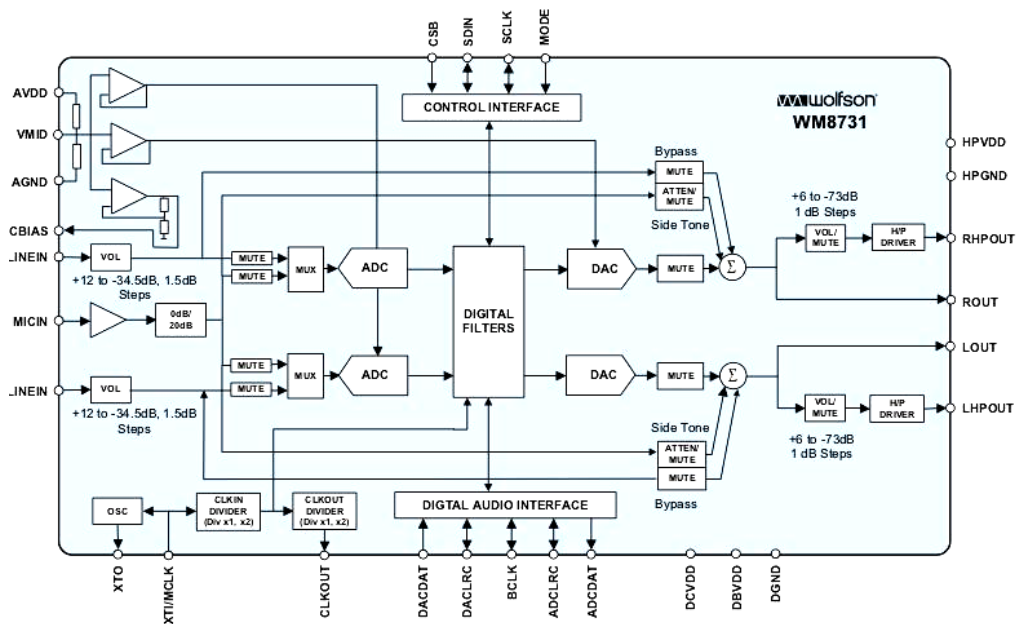 CSB
SDIN
SCLK
MODE
AVDD
VMID
AGND
CBIAS
INEIN
MICIN
INEIN
CONTROL INTERFACE
wolfson
WM8731
HPVDD
HPGND
RHPOUT
ROUT
LOUT
LHPOUT
Bypass
MUTE
ATTEN/
MUTE
Side Tone
+6 to -73dB
1 dB Steps
VOL/
MUTE
H/P
DRIVER
VOL
+12 to -34.5dB, 1.5dB
Steps
MUTE
MUTE
MUX
ADC
DIGITAL
FILTERS
DAC
MUTE
Σ
0dB/
20dB
MUTE
MUTE
MUX
ADC
DAC
MUTE
Σ
VOL
+12 to -34.5dB, 1.5dB
Steps
VOL/
MUTE
H/P
DRIVER
+6 to -73dB
1 dB Steps
Side Tone
ATTEN/
MUTE
MUTE
Bypass
OSC
CLKIN
DIVIDER
(Div x1, x2)
CLKOUT
DIVIDER
(Div x1, x2)
DIGTAL AUDIO INTERFACE
XTO
XTI/MCLK
CLKOUT
DACDAT
DACLRC
BCLK
ADCLRC
ADCDAT
DCVDD
DBVDD
DGND